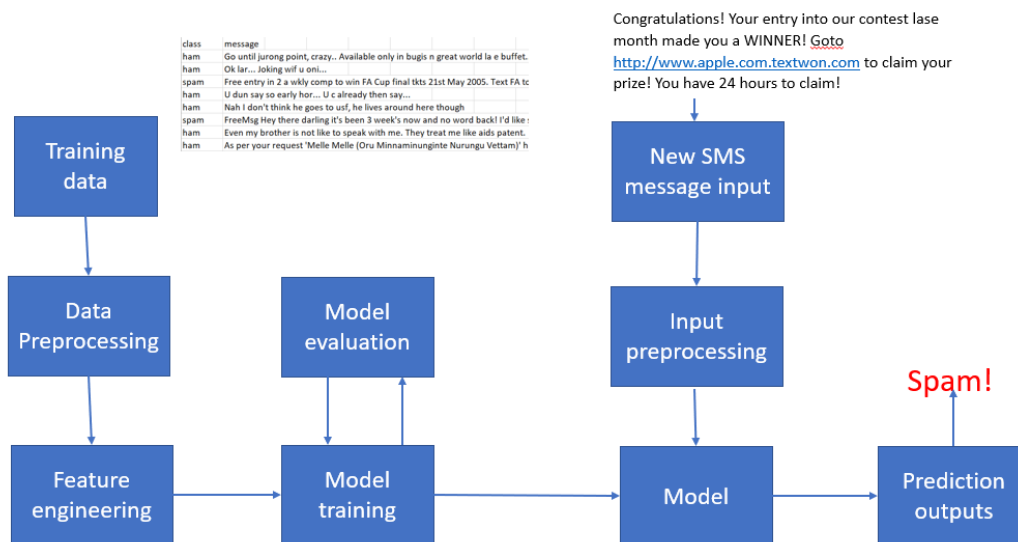 Congratulations! Your entry into our contest lase
month made you a WINNER! Goto
http://www.apple.com.textwon.com to claim your
prize! You have 24 hours to claim!
class message
ham Go until jurong point, crazy.. Available only in bugis n great world la e buffet.
ham Ok lar... Joking wif u oni...
spam Free entry in 2 a wkly comp to win FA Cup final tkts 21st May 2005. Text FA to
ham U dun say so early hor... U c already then say...
ham Nah I don't think he goes to usf, he lives around here though
spam FreeMsg Hey there darling it's been 3 week's now and no word back! I'd like
ham Even my brother is not like to speak with me. They treat me like aids patent.
ham As per your request 'Melle Melle (Oru Minnaminunginte Nurungu Vettam)' h
Training
data
New SMS
message input
Data
Preprocessing
Model
evaluation
Input
preprocessing
Spam!
Feature
engineering
Model
training
Model
Prediction
outputs